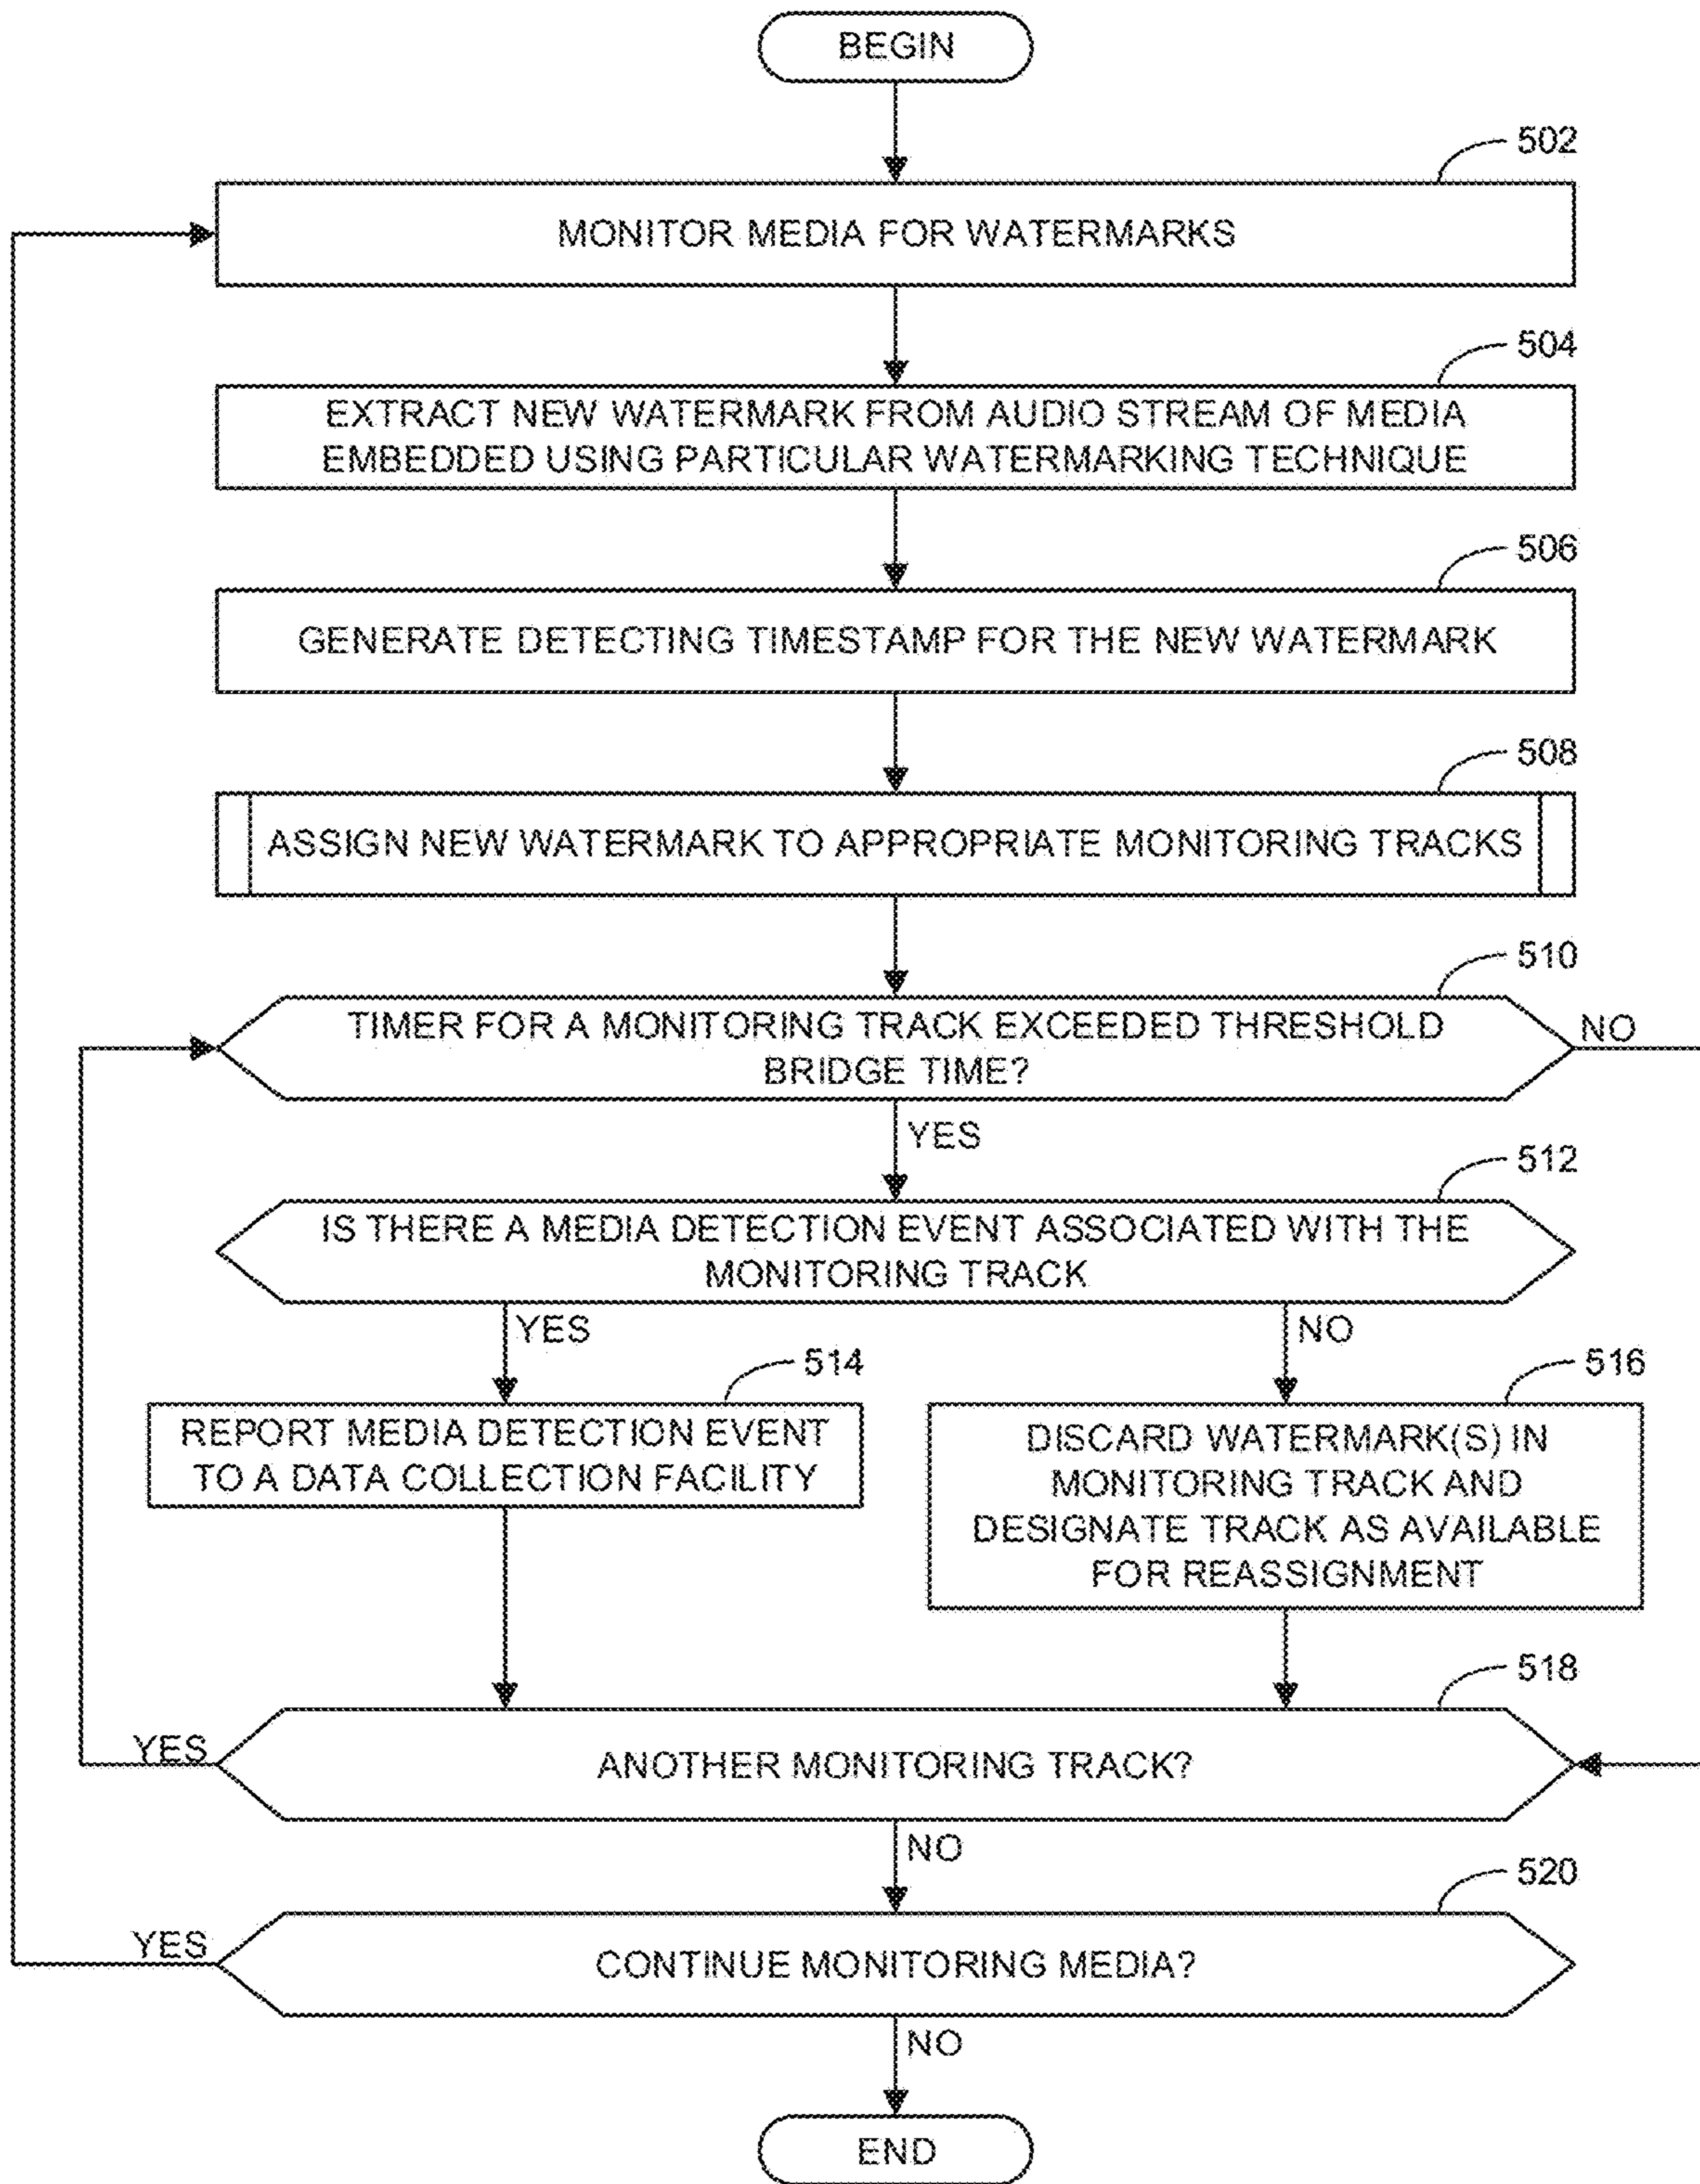 BEGIN
502
MONITOR MEDIA FOR WATERMARKS
504
EXTRACT NEW WATERMARK FROM AUDIO STREAM OF MEDIA
EMBEDDED USING PARTICULAR WATERMARKING TECHNIQUE
506
GENERATE DETECTING TIMESTAMP FOR THE NEW WATERMARK
508
ASSIGN NEW WATERMARK TO APPROPRIATE MONITORING TRACKS
510
TIMER FOR A MONITORING TRACK EXCEEDED THRESHOLD
BRIDGE TIME?
NO
YES
512
IS THERE A MEDIA DETECTION EVENT ASSOCIATED WITH THE
MONITORING TRACK
YES
NO
514
516
REPORT MEDIA DETECTION EVENT
TO A DATA COLLECTION FACILITY
DISCARD WATERMARK(S) IN
MONITORING TRACK AND
DESIGNATE TRACK AS AVAILABLE
FOR REASSIGNMENT
518
YES
ANOTHER MONITORING TRACK?
NO
520
YES
CONTINUE MONITORING MEDIA?
NO
END